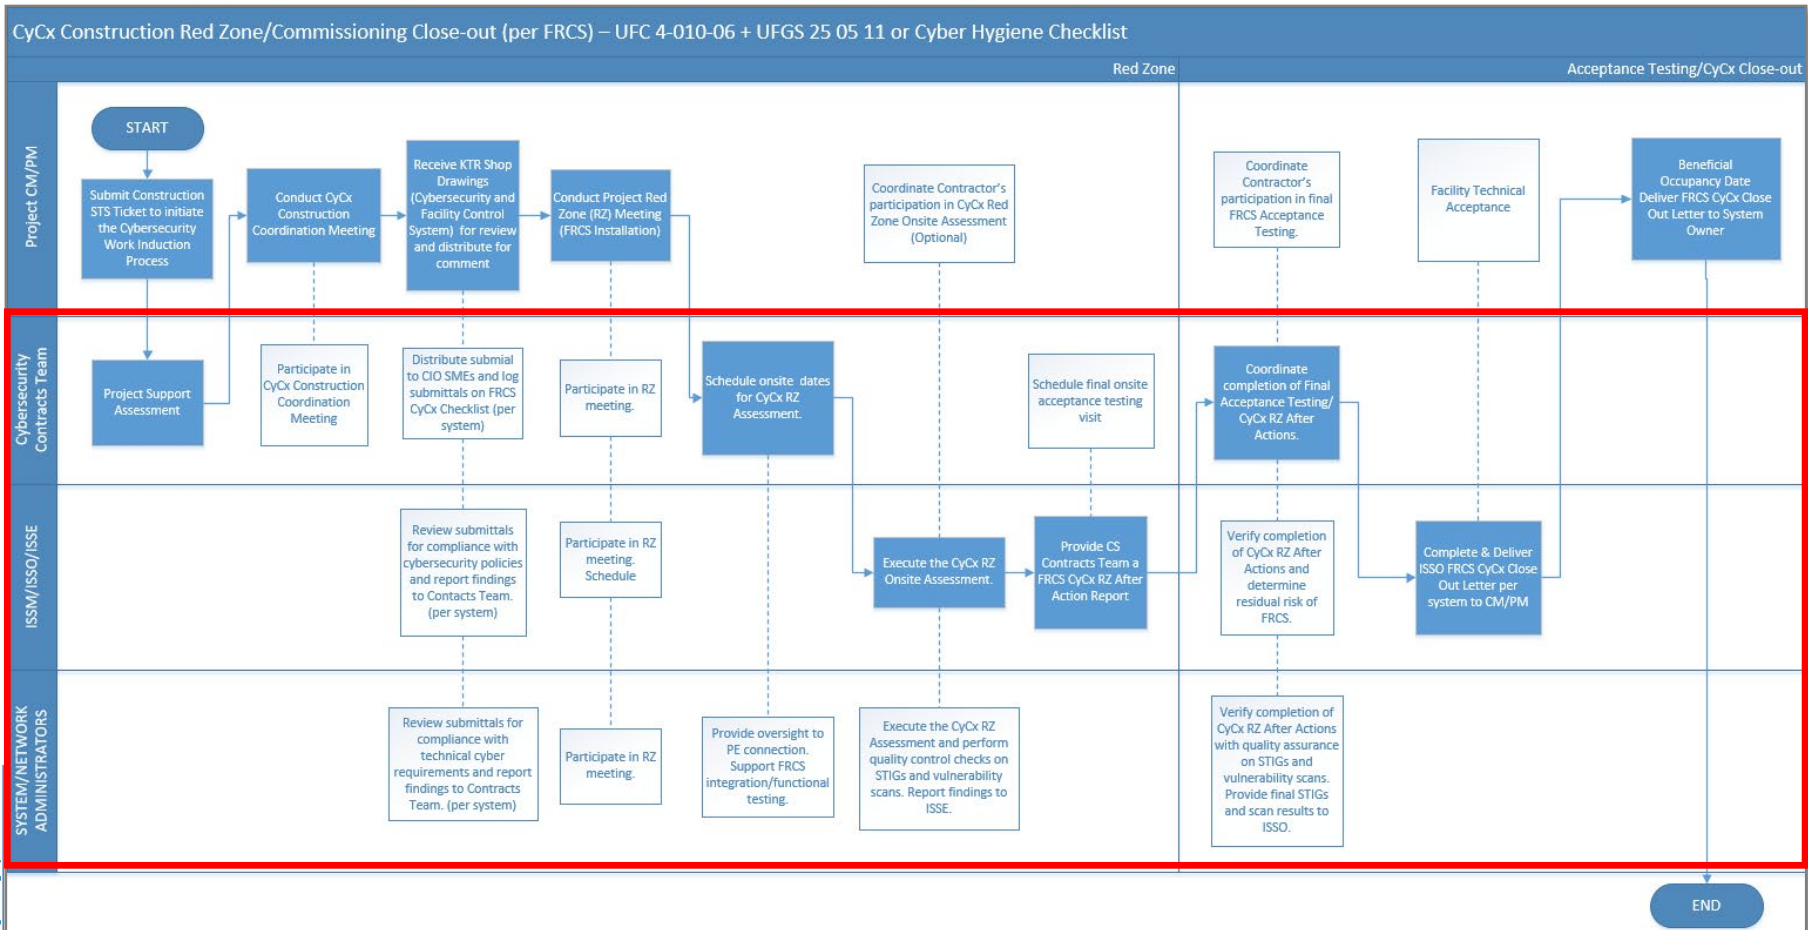 CyCx Construction Red Zone/Commissioning Close-out (per FRCS) – UFC 4-010-06 + UFGS 25 05 11 or Cyber Hygiene Checklist
Red Zone
Acceptance Testing/CyCx Close-out
Project CM/PM
START
Submit Construction
STS Ticket to initiate
the Cybersecurity
Work Induction
Process
Conduct CyCx
Construction
Coordination Meeting
Receive KTR Shop
Drawings
(Cybersecurity and
Facility Control
System) for review
and distribute for
comment
Conduct Project Red
Zone (RZ) Meeting
(FRCS Installation)
Coordinate Contractor's
participation in CyCx Red
Zone Onsite Assessment
(Optional)
Coordinate
Contractor's
participation in final
FRCS Acceptance
Testing.
Facility Technical
Acceptance
Beneficial
Occupancy Date
Deliver FRCS CyCx Close
Out Letter to System
Owner
Cybersecurity
Contracts Team
Project Support
Assessment
Participate in
CyCx Construction
Coordination
Meeting
Distribute submial
to CIO SMEs and log
submittals on FRCS
CyCx Checklist (per
system)
Participate in RZ
meeting.
Schedule onsite dates
for CyCx RZ
Assessment.
Schedule final onsite
acceptance testing
visit
Coordinate
completion of Final
Acceptance Testing/
CyCx RZ After
Actions.
ISSM/ISSO/ISSE
Review submittals
for compliance with
cybersecurity policies
and report findings
to Contacts Team.
(per system)
Participate in RZ
meeting.
Schedule
Execute the CyCx RZ
Onsite Assessment.
Provide CS
Contracts Team a
FRCS CyCx RZ After
Action Report
Verify completion
of CyCx RZ After
Actions and
determine
residual risk of
FRCS.
Complete & Deliver
ISSO FRCS CyCx Close
Out Letter per
system to CM/PM
SYSTEM/NETWORK
ADMINISTRATORS
Review submittals for
compliance with
technical cyber
requirements and report
findings to Contracts
Team. (per system)
Participate in RZ
meeting.
Provide oversight to
PE connection.
Support FRCS
integration/functional
testing.
Execute the CyCx RZ
Assessment and perform
quality control checks on
STIGs and vulnerability
scans. Report findings to
ISSE.
Verify completion of
CyCx RZ After Actions
with quality assurance
on STIGs and
vulnerability scans.
Provide final STIGs
and scan results to
ISSO.
END